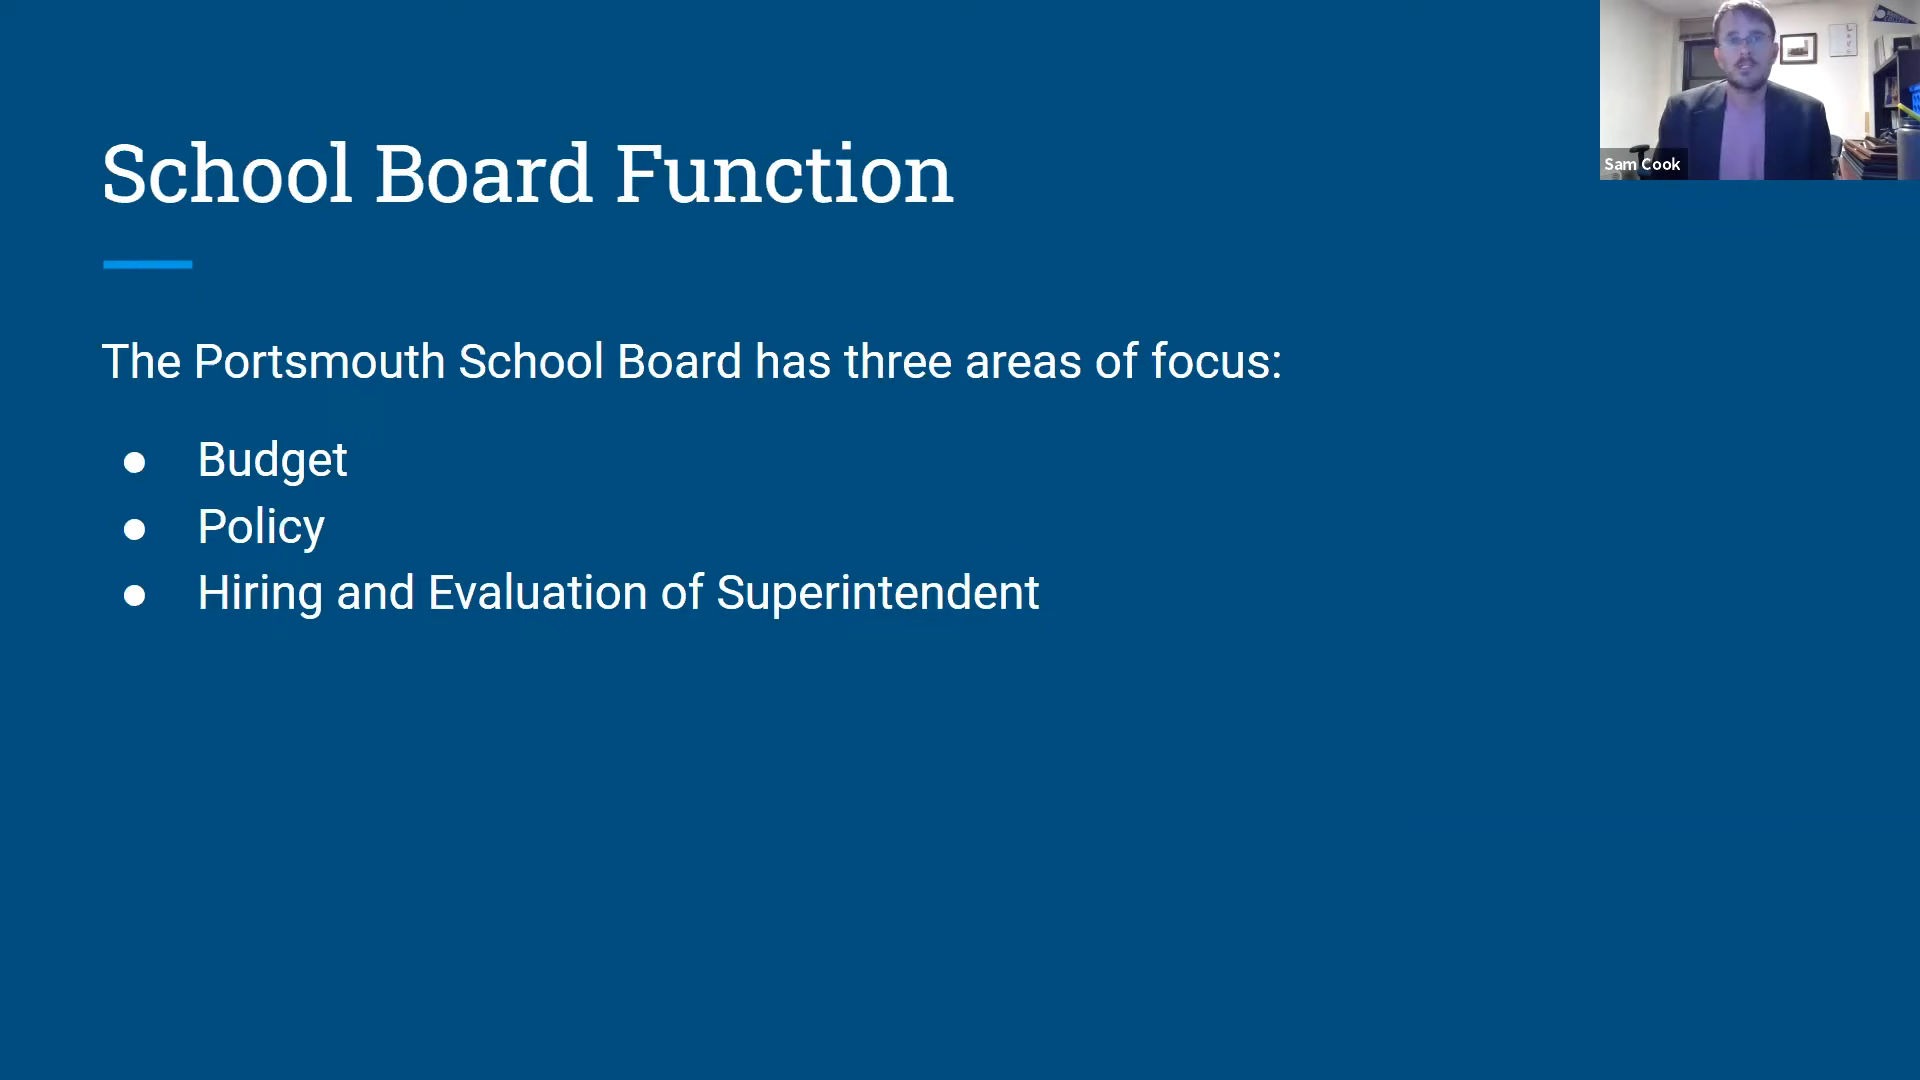 School Board Function
The Portsmouth School Board has three areas of focus:
● Budget
● Policy
● Hiring and Evaluation of Superintendent
Sam Cook